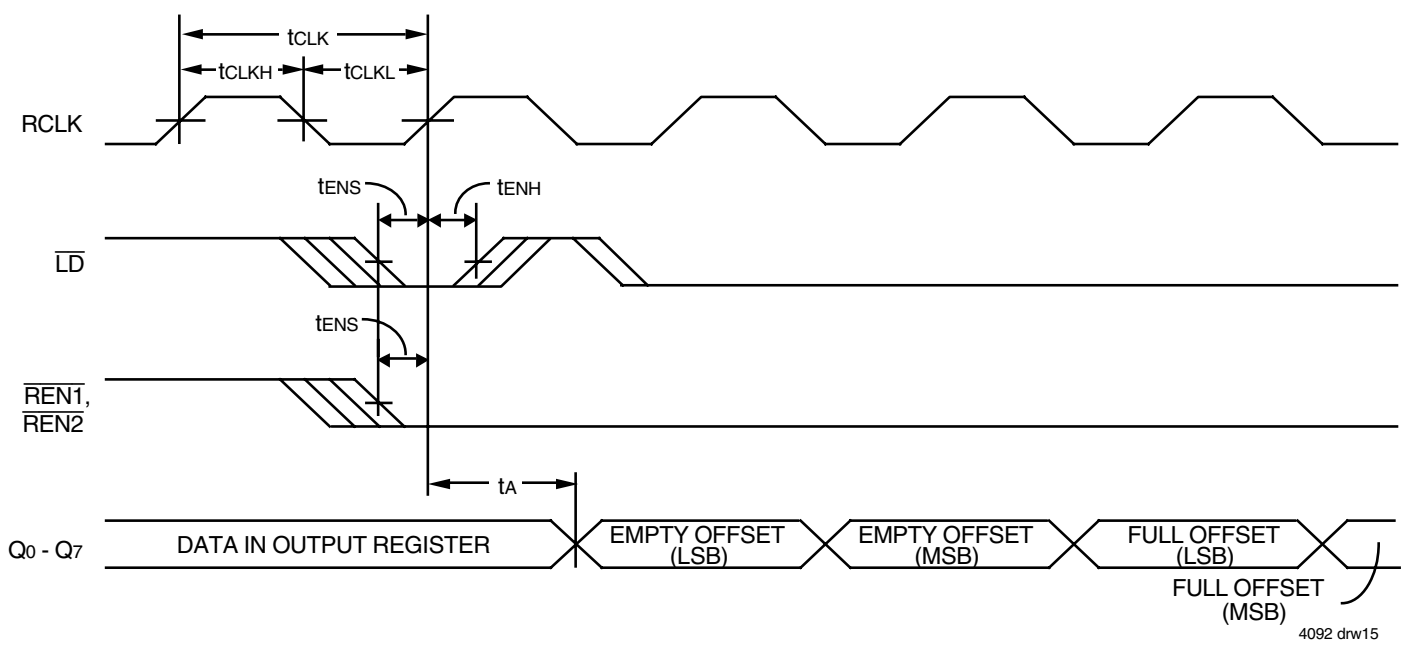 tCLK
tCLKH
tCLKL
RCLK
tENS
tENH
LD
tENS
REN1,
REN2
tA
Q0 - Q7
DATA IN OUTPUT REGISTER
EMPTY OFFSET
(LSB)
EMPTY OFFSET
(MSB)
FULL OFFSET
(LSB)
FULL OFFSET
(MSB)
4092 drw15